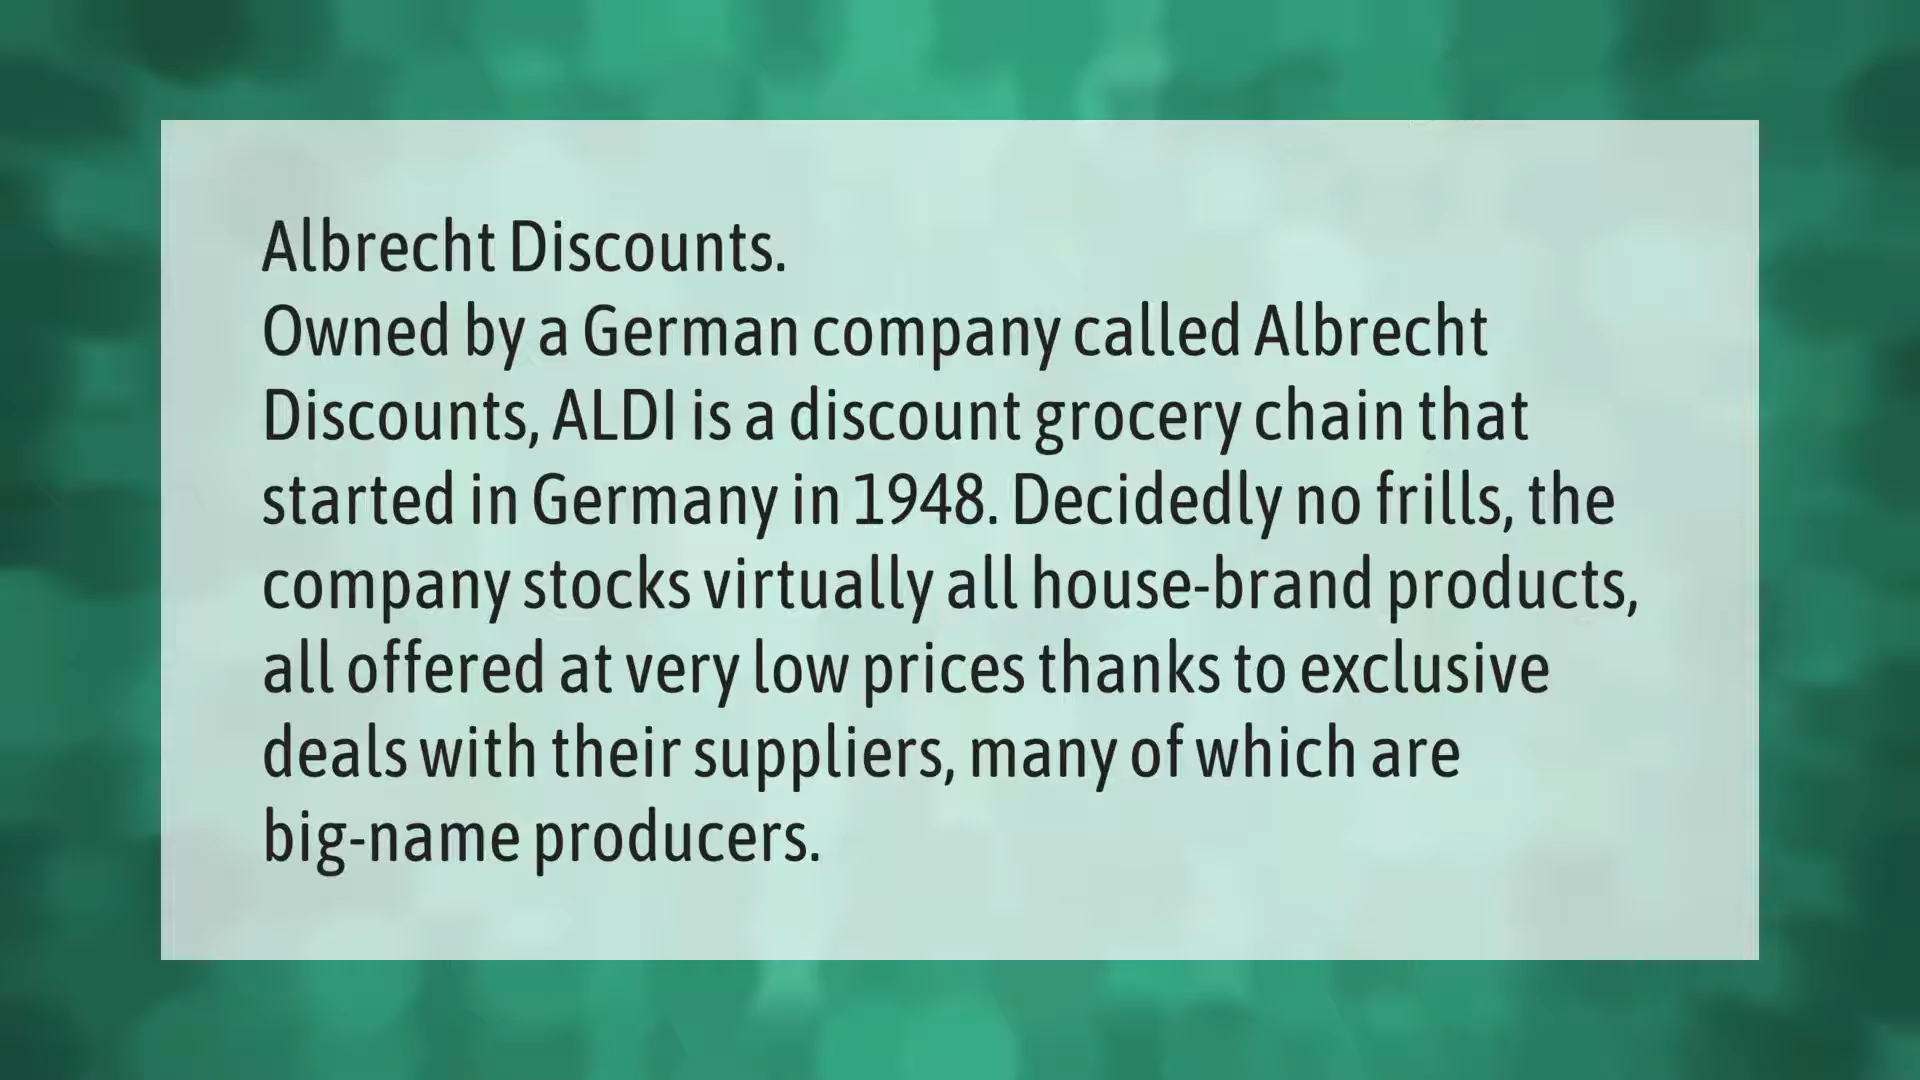 Albrecht Discounts.
Owned by a German company called Albrecht
Discounts, ALDI is a discount grocery chain that
started in Germany in 1948. Decidedly no frills, the
company stocks virtually all house-brand products,
all offered at very low prices thanks to exclusive
deals with their suppliers, many of which are
big-name producers.